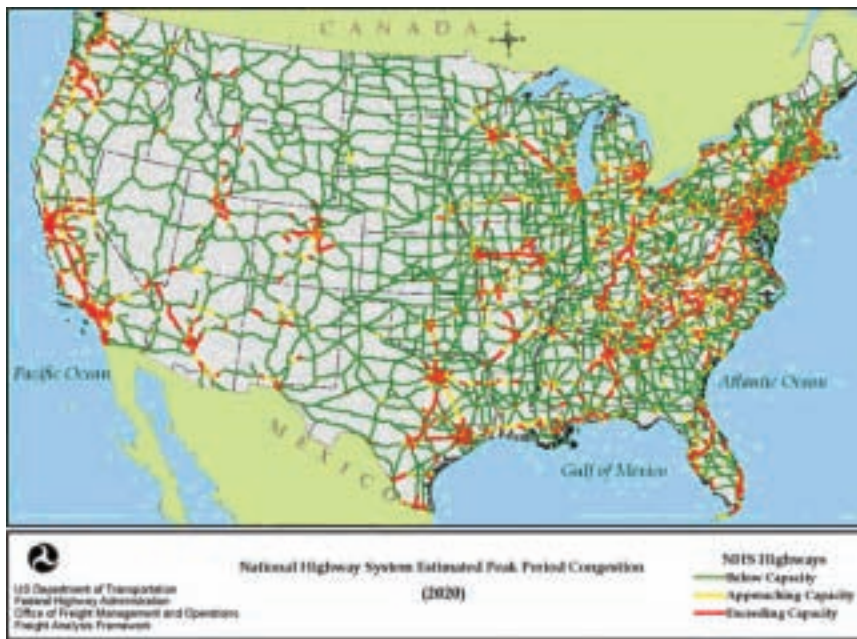 CANADA
Pacific Ocean
Atlantic Ocean
MEXICO
Gulf of Mexico
National Highway System Estimated Peak Period Congestion
(2020)
US Department of Transportation
Federal Highway Administration
Office of Freight Management and Operations
Freight Analysis Framework
NHS Highways
Below Capacity
Approaching Capacity
Exceeding Capacity